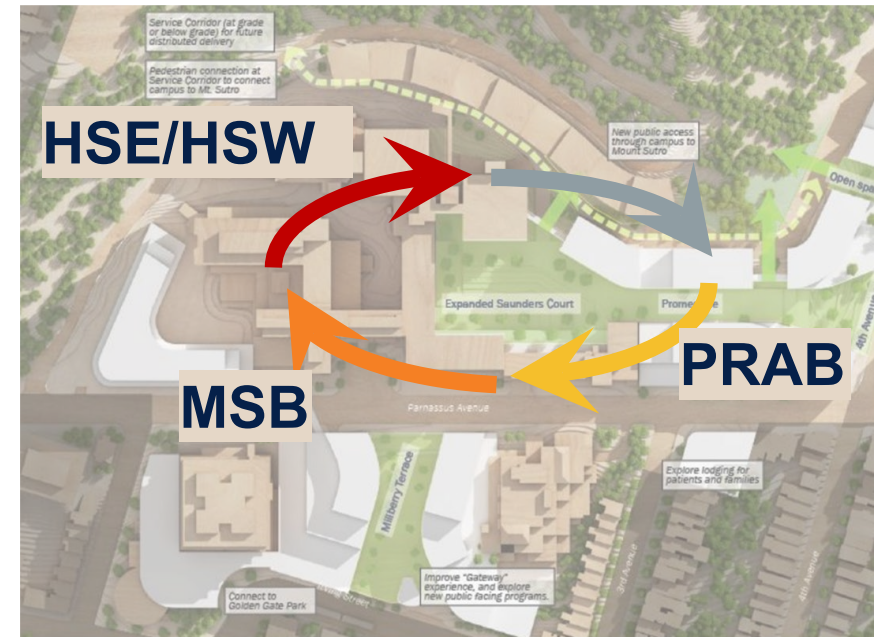 Service Corridor (at grade
or below grade) for future
distributed delivery
Pedestrian connection at
Service Corridor to connect
campus to Mt. Sutro
HSE/HSW
New public access
through campus to
Mount Sutro
Open spa
Expanded Saunders Court
4th Avenue
PRAB
MSB
Parnassus Avenue
Millberry Terrace
Explore lodging for
patients and families
Improve "Gateway"
experience, and explore
new public facing programs.
3rd Avenue
4th Avenue
Connect to
Golden Gate Park
Street